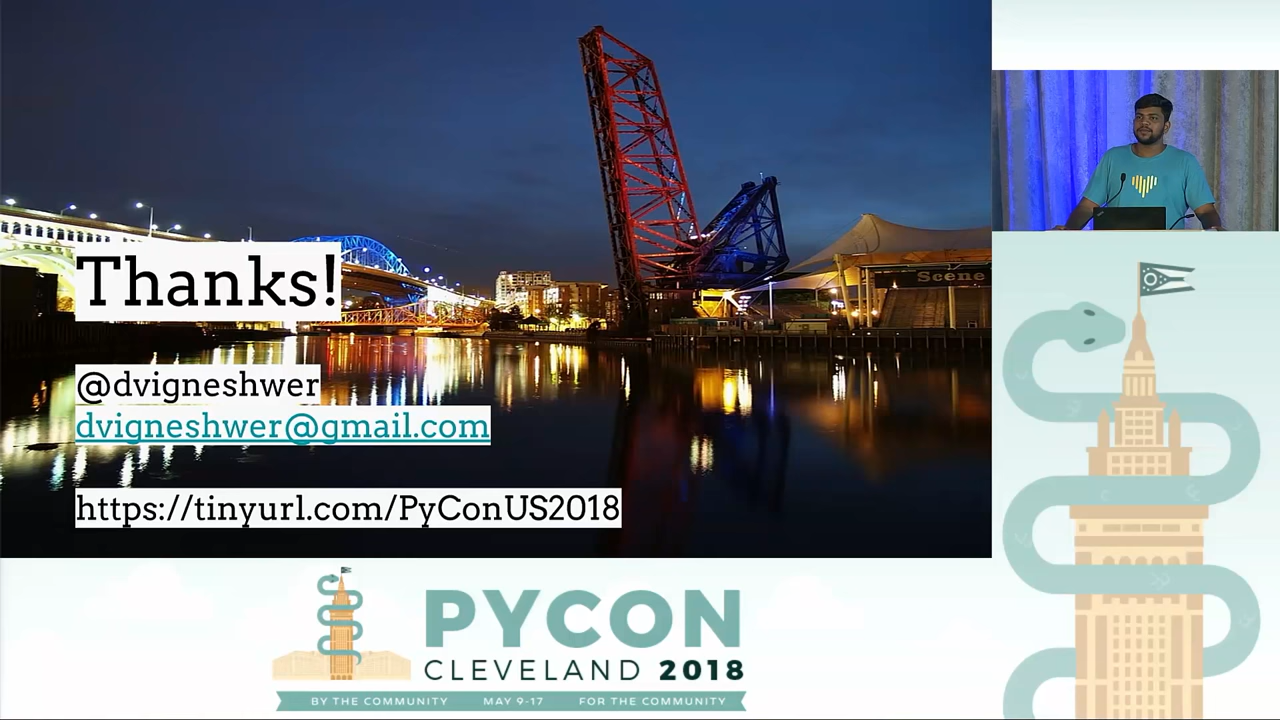 Thanks!
@dvigneshwer
dvigneshwer@gmail.com
https://tinyurl.com/PyConUS2018
Scene
PYCON
CLEVELAND 2018
BY THE COMMUNITY MAY 9-17 FOR THE COMMUNITY